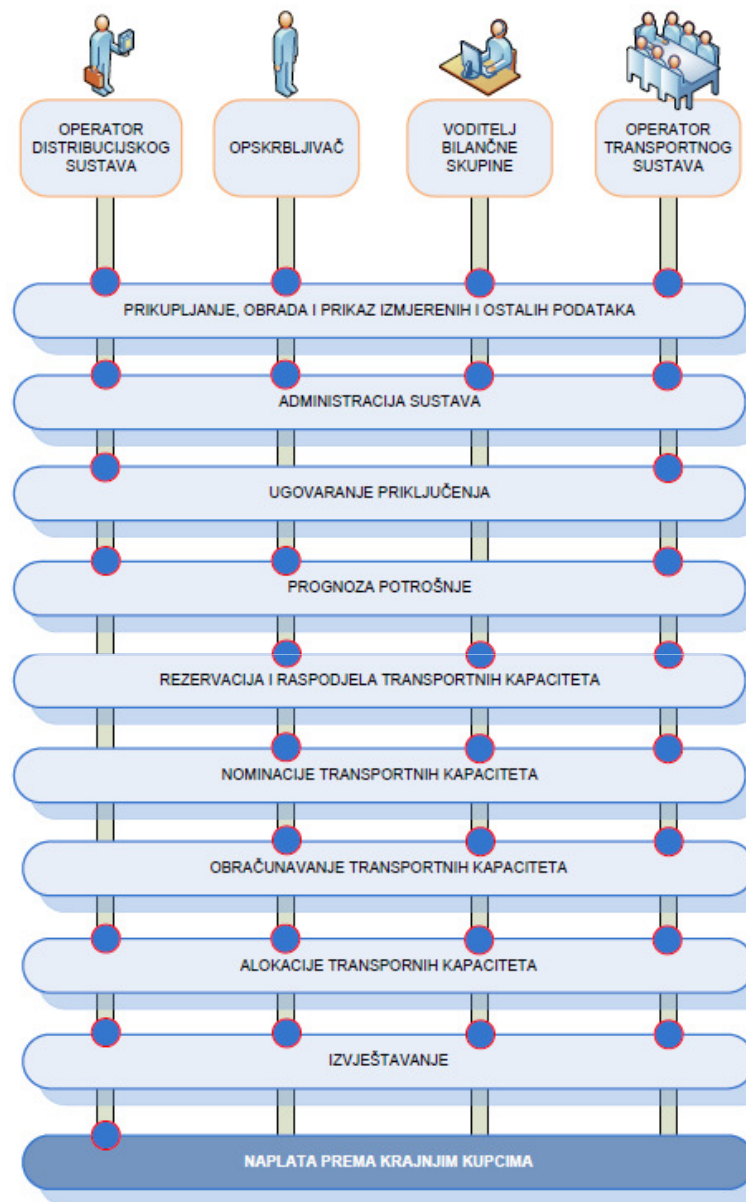 OPERATOR
DISTRIBUCIJSKOG
SUSTAVA
OPSKRBLJIVAČ
VODITELJ
BILANČNE
SKUPINE
OPERATOR
TRANSPORTNOG
SUSTAVA
PRIKUPLJANJE, OBRADA I PRIKAZ IZMJERENIH I OSTALIH PODATAKA
ADMINISTRACIJA SUSTAVA
UGOVARANJE PRIKLJUČENJA
PROGNOZA POTROŠNJE
REZERVACIJA I RASPODJELA TRANSPORTNIH KAPACITETA
NOMINACIJE TRANSPORTNIH KAPACITETA
OBRAČUNAVANJE TRANSPORTNIH KAPACITETA
ALOKACIJE TRANSPORNIH KAPACITETA
IZVJEŠTAVANJE
NAPLATA PREMA KRAJNJIM KUPCIMA